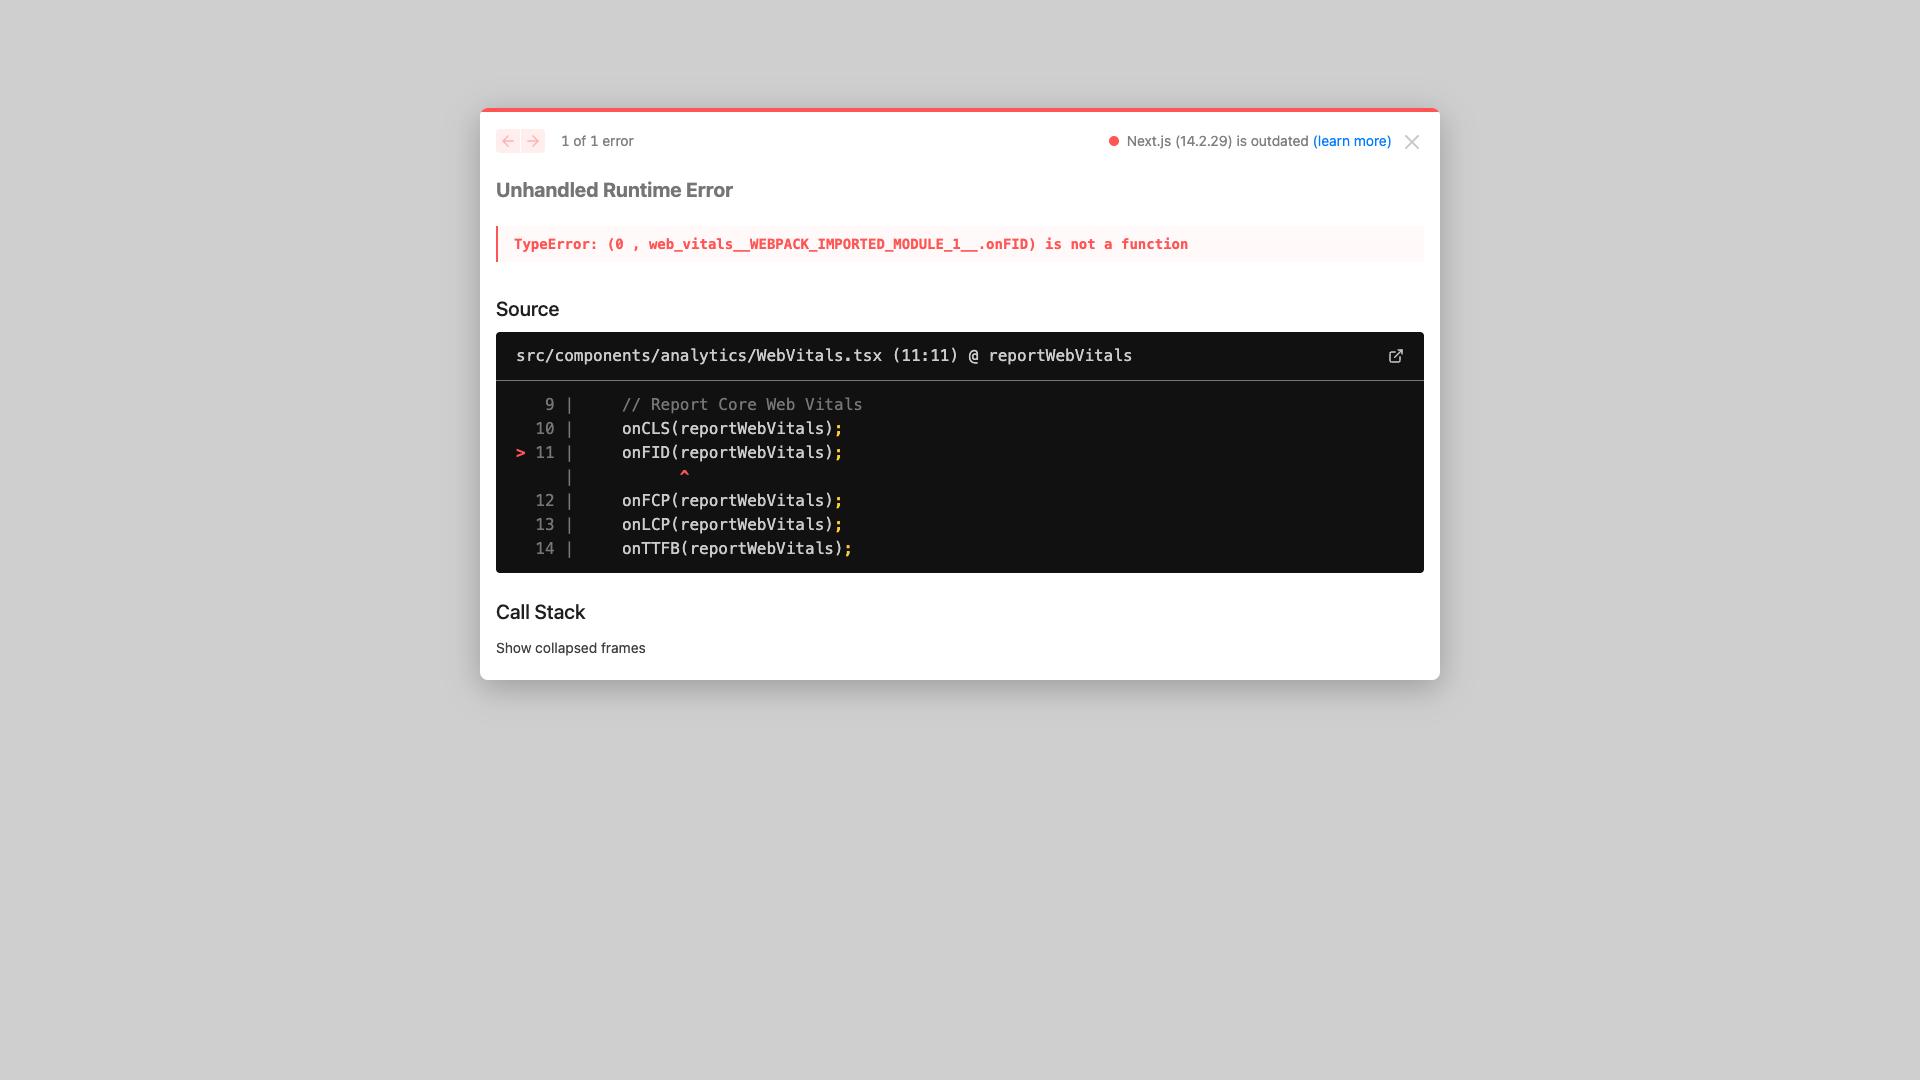 1 of 1 error
Next.js (14.2.29) is outdated (learn more)
Unhandled Runtime Error
TypeError: (0 , web_vitals__WEBPACK_IMPORTED_MODULE_1__.onFID) is not a function
Source
src/components/analytics/WebVitals.tsx (11:11) @ reportWebVitals
9 | // Report Core Web Vitals
10 | onCLS(reportWebVitals);
> 11 | onFID(reportWebVitals);
| ^
12 | onFCP(reportWebVitals);
13 | onLCP(reportWebVitals);
14 | onTTFB(reportWebVitals);
Call Stack
Show collapsed frames